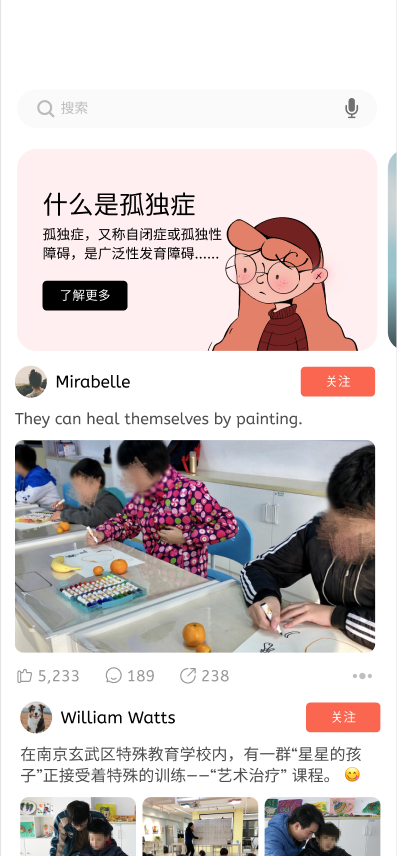 搜索
什么是孤独症
孤独症，又称自闭症或孤独性
障碍，是广泛性发育障碍......
了解更多
Mirabelle
关注
They can heal themselves by painting.
5,233
189
238
William Watts
关注
在南京玄武区特殊教育学校内，有一群“星星的孩
子”正接受着特殊的训练——“艺术治疗” 课程。 😋